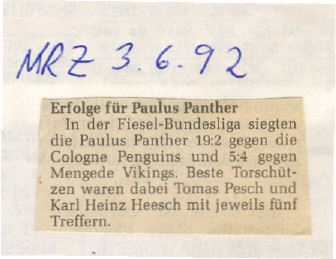 MRZ 3.6.92
Erfolge für Paulus Panther
In der Fiesel-Bundesliga siegten
die Paulus Panther 19:2 gegen die
Cologne Penguins und 5:4 gegen
Mengede Vikings. Beste Torschüt-
zen waren dabei Tomas Pesch und
Karl Heinz Heesch mit jeweils fünf
Treffern.